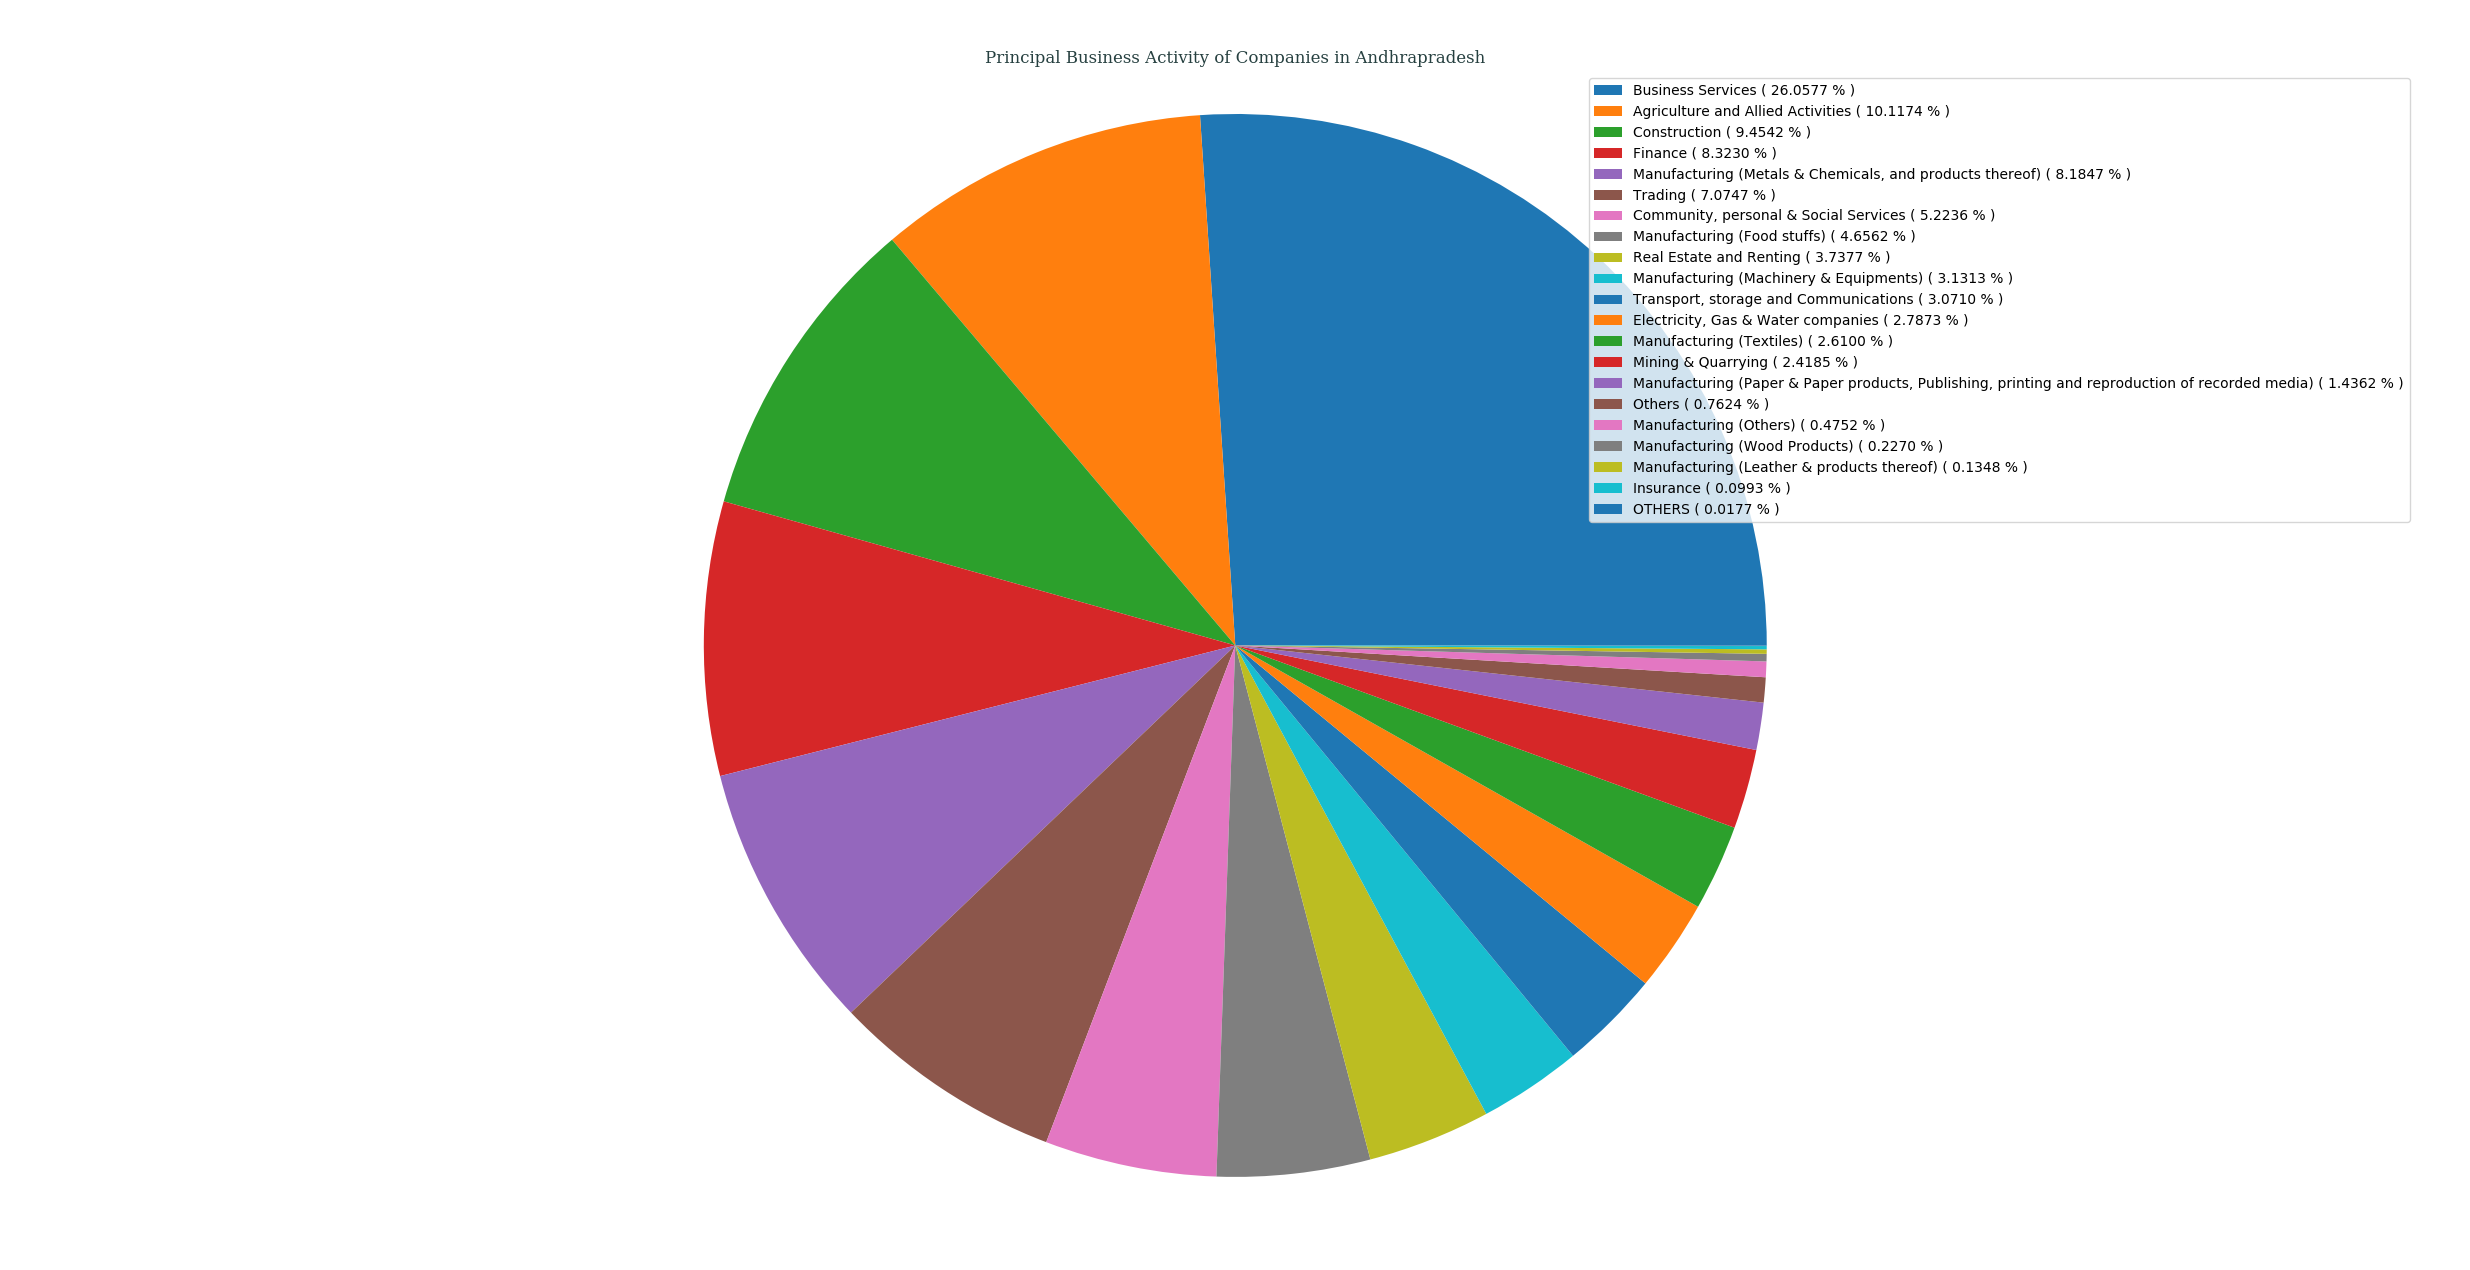 Principal Business Activity of Companies in Andhrapradesh
Business Services ( 26.0577 % )
Agriculture and Allied Activities ( 10.1174 % )
Construction ( 9.4542 % )
Finance ( 8.3230 % )
Manufacturing (Metals & Chemicals, and products thereof) ( 8.1847 % )
Trading ( 7.0747 % )
Community, personal & Social Services ( 5.2236 % )
Manufacturing (Food stuffs) ( 4.6562 % )
Real Estate and Renting ( 3.7377 % )
Manufacturing (Machinery & Equipments) ( 3.1313 % )
Transport, storage and Communications ( 3.0710 % )
Electricity, Gas & Water companies ( 2.7873 % )
Manufacturing (Textiles) ( 2.6100 % )
Mining & Quarrying ( 2.4185 % )
Manufacturing (Paper & Paper products, Publishing, printing and reproduction of recorded media) ( 1.4362 % )
Others ( 0.7624 % )
Manufacturing (Others) ( 0.4752 % )
Manufacturing (Wood Products) ( 0.2270 % )
Manufacturing (Leather & products thereof) ( 0.1348 % )
Insurance ( 0.0993 % )
OTHERS ( 0.0177 % )